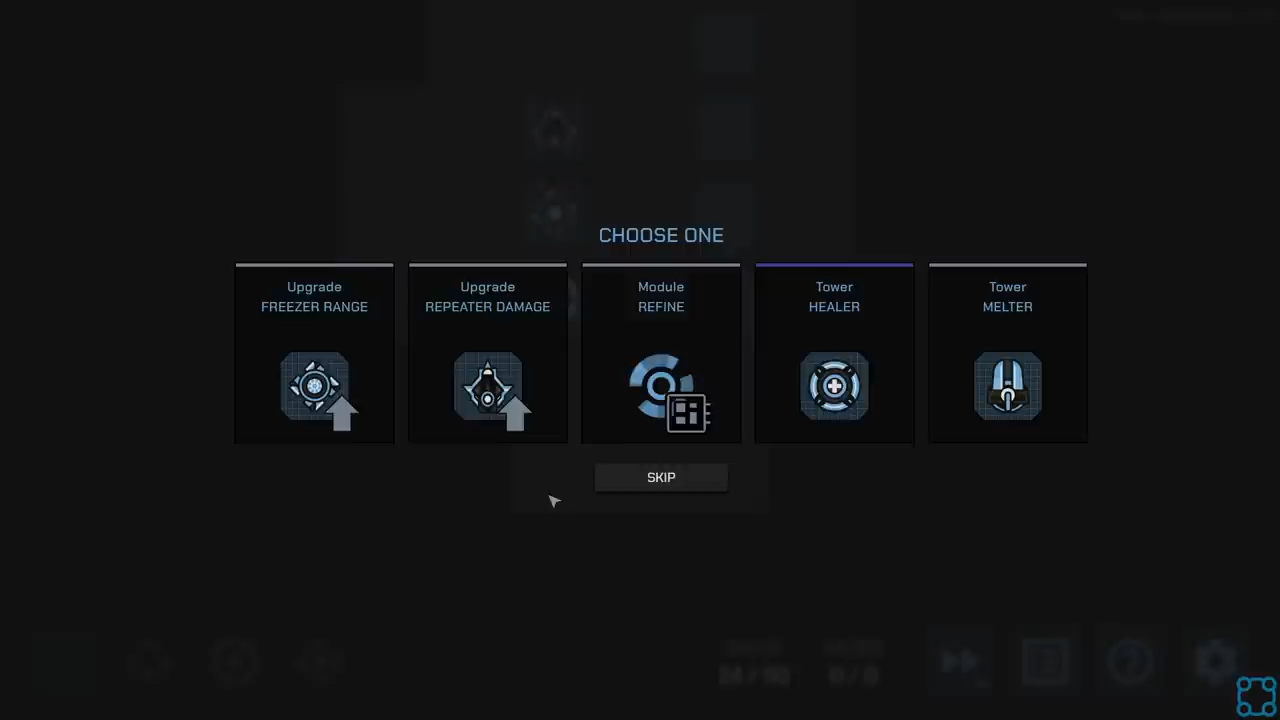 CHOOSE ONE
Upgrade
FREEZER RANGE
Upgrade
REPEATER DAMAGE
Module
REFINE
Tower
HEALER
Tower
MELTER
SKIP